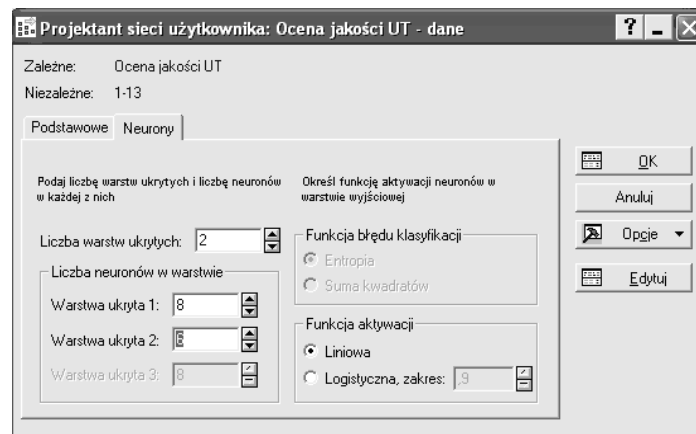 Projektant sieci użytkownika: Ocena jakości UT - dane
Zależne: Ocena jakości UT
Niezależne: 1-13
Podstawowe Neurony
Podaj liczbę warstw ukrytych i liczbę neuronów
w każdej z nich
Liczba warstw ukrytych: 2
Liczba neuronów w warstwie
Warstwa ukryta 1: 8
Warstwa ukryta 2:
Warstwa ukryta 3: 8
Określ funkcję aktywacji neuronów w
warstwie wyjściowej
Funkcja błędu klasyfikacji
Entropia
Suma kwadratów
Funkcja aktywacji
Liniowa
Logistyczna, zakres: ,9
OK
Anuluj
Opcje
Edytuj